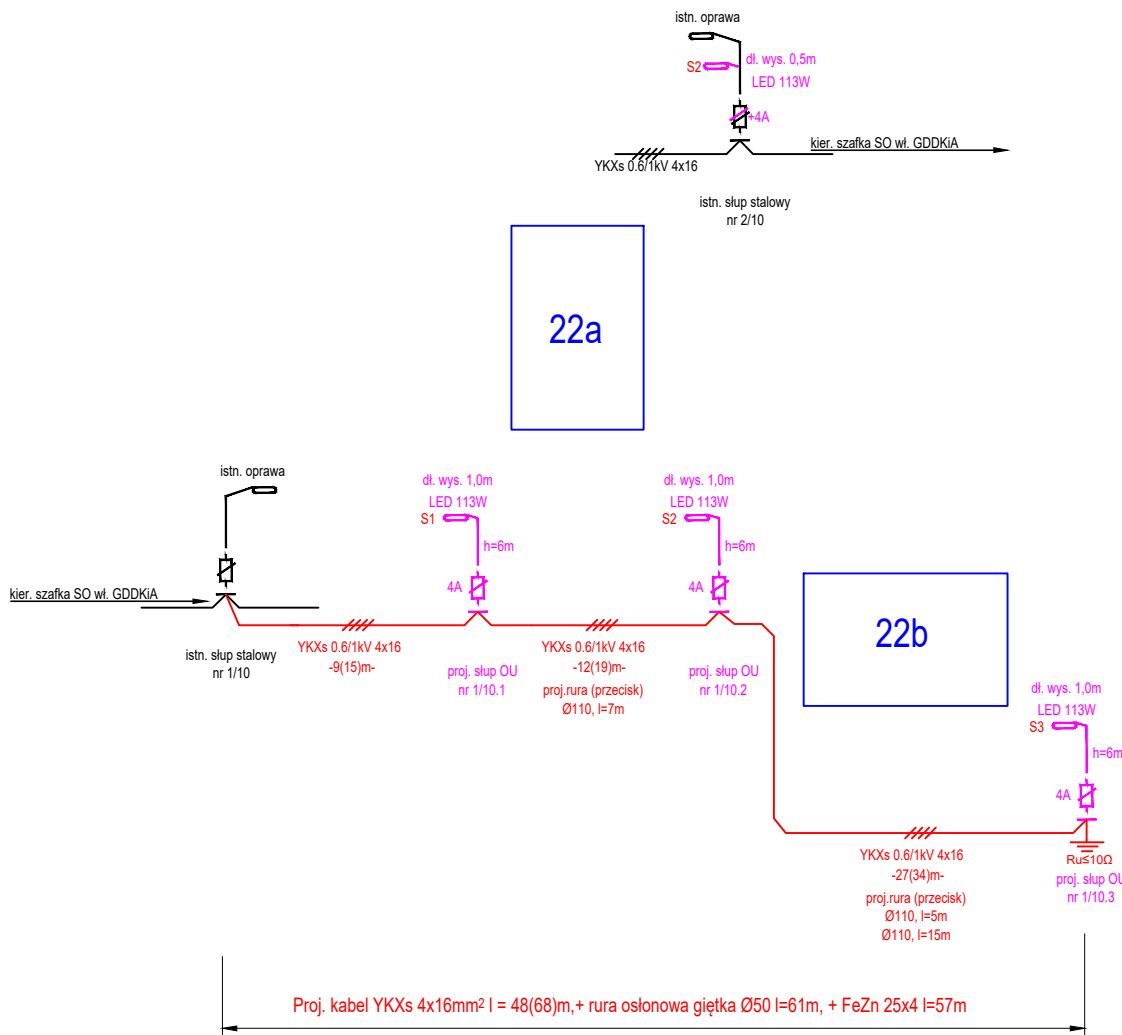 istn. oprawa
S2
dł. wys. 0,5m
LED 113W
+4A
kier. szafka SO wł. GDDKiA
YKXs 0.6/1kV 4x16
istn. słup stalowy
nr 2/10
22a
istn. oprawa
kier. szafka SO wł. GDDKiA
istn. słup stalowy
nr 1/10
dł. wys. 1,0m
LED 113W
S1
h=6m
4A
YKXs 0.6/1kV 4x16
-9(15)m-
proj. słup OU
nr 1/10.1
dł. wys. 1,0m
LED 113W
S2
h=6m
4A
YKXs 0.6/1kV 4x16
-12(19)m-
proj.rura (przecisk)
Ø110, l=7m
proj. słup OU
nr 1/10.2
22b
dł. wys. 1,0m
LED 113W
S3
h=6m
4A
YKXs 0.6/1kV 4x16
-27(34)m-
proj.rura (przecisk)
Ø110, l=5m
Ø110, l=15m
Ru≤10Ω
proj. słup OU
nr 1/10.3
Proj. kabel YKXs 4x16mm² l = 48(68)m,+ rura osłonowa giętka Ø50 l=61m, + FeZn 25x4 l=57m